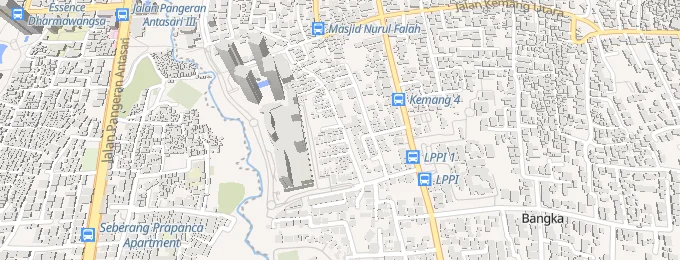 Essence
Dharmawangsa
Jalan Pangeran
Antasari III
Jalan Pangeran Antasari
Masjid Nurul Falah
Jalan Kemang Utara
Kemang 4
LPPI 1
LPPI
Bangka
Seberang Prapanca
Apartment